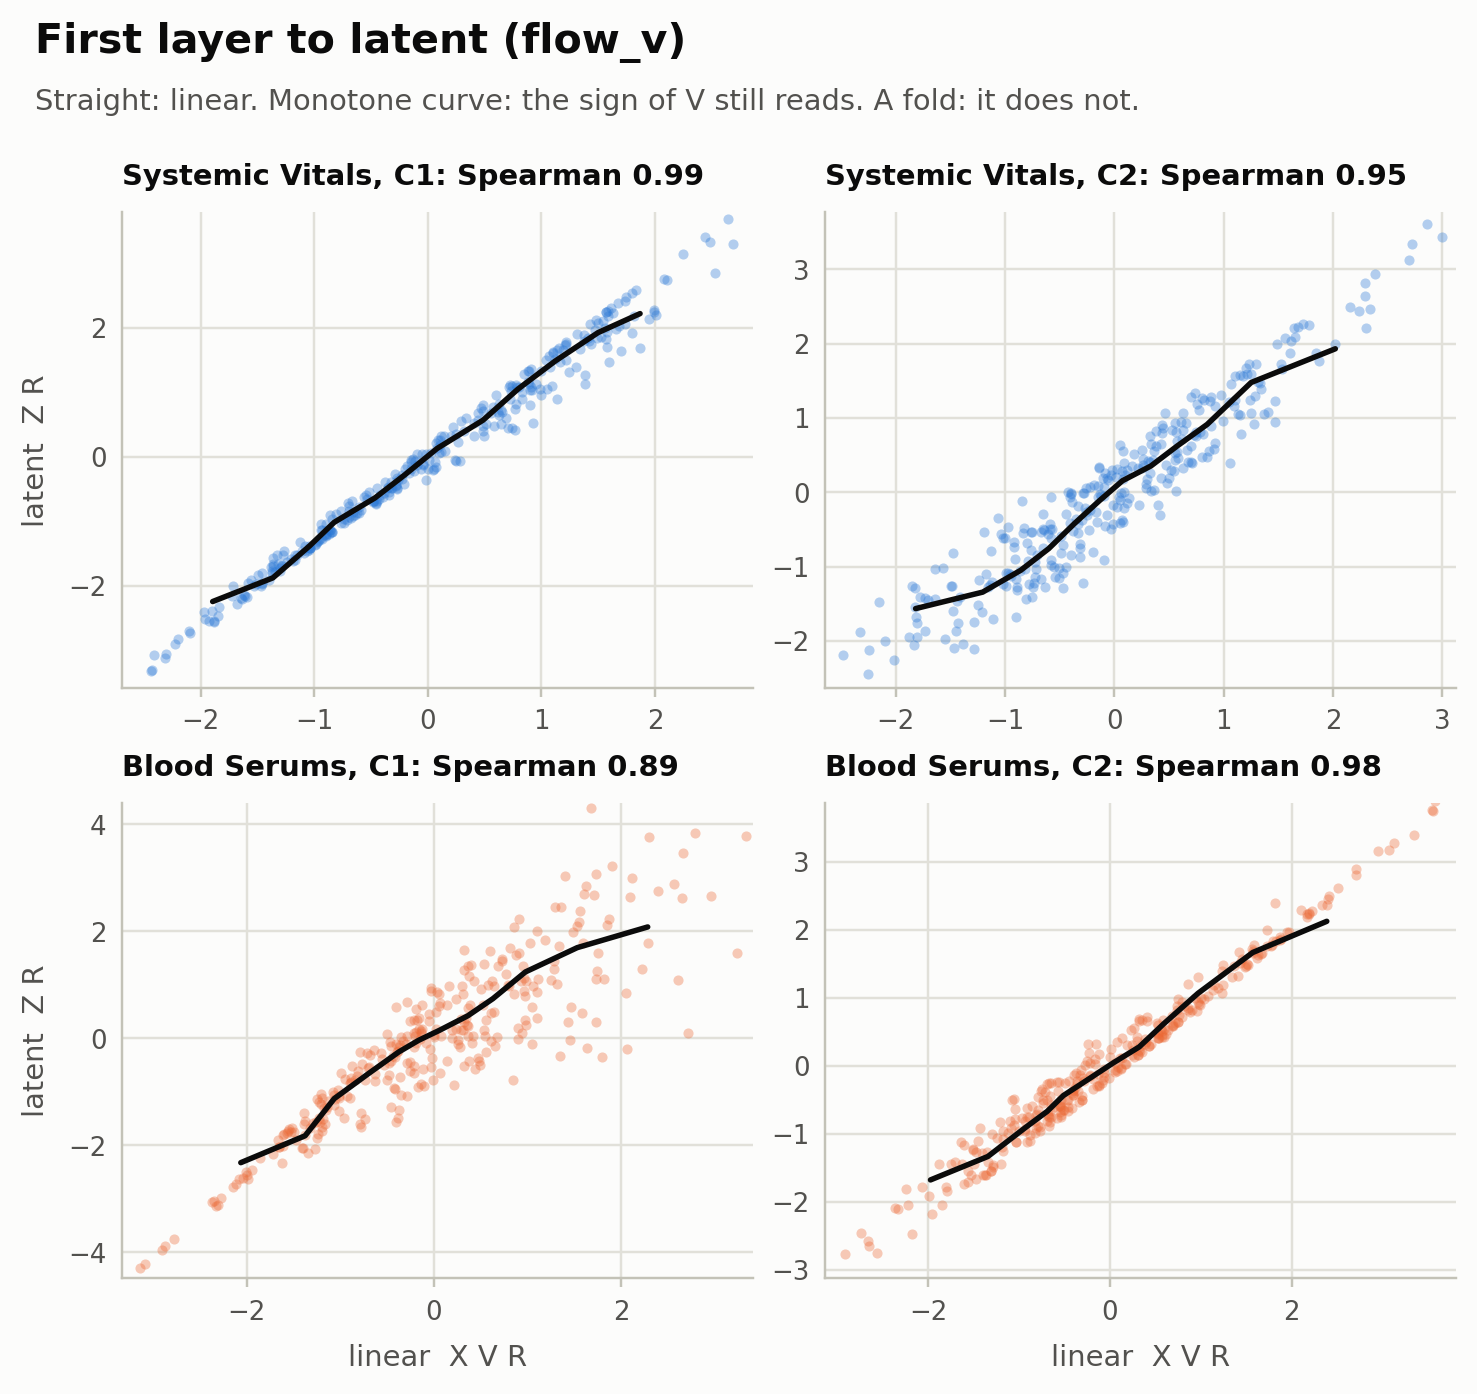 First layer to latent (flow_v)
Straight: linear. Monotone curve: the sign of V still reads. A fold: it does not.
Systemic Vitals, C1: Spearman 0.99
latent Z R
2
0
−2
−2 −1 0 1 2
Systemic Vitals, C2: Spearman 0.95
3
2
1
0
−1
−2
−2 −1 0 1 2 3
Blood Serums, C1: Spearman 0.89
latent Z R
4
2
0
−2
−4
−2 0 2
linear X V R
Blood Serums, C2: Spearman 0.98
3
2
1
0
−1
−2
−3
−2 0 2
linear X V R